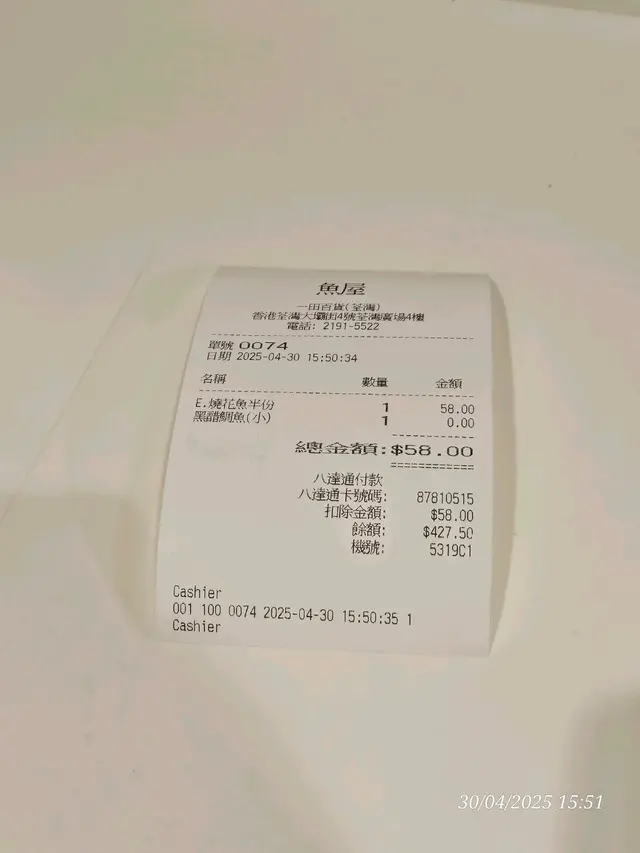 魚屋
一田百貨(荃灣)
香港荃灣大壩街4號荃灣廣場4樓
電話: 2191-5522
單號 0074
日期 2025-04-30 15:50:34
名稱 數量 金額
E.燒花魚半份 1 58.00
黑醋鯛魚(小) 1 0.00
總金額:$58.00
八達通付款
八達通卡號碼: 87810515
扣除金額: $58.00
餘額: $427.50
機號: 5319C1
Cashier
001 100 0074 2025-04-30 15:50:35 1
Cashier
30/04/2025 15:51